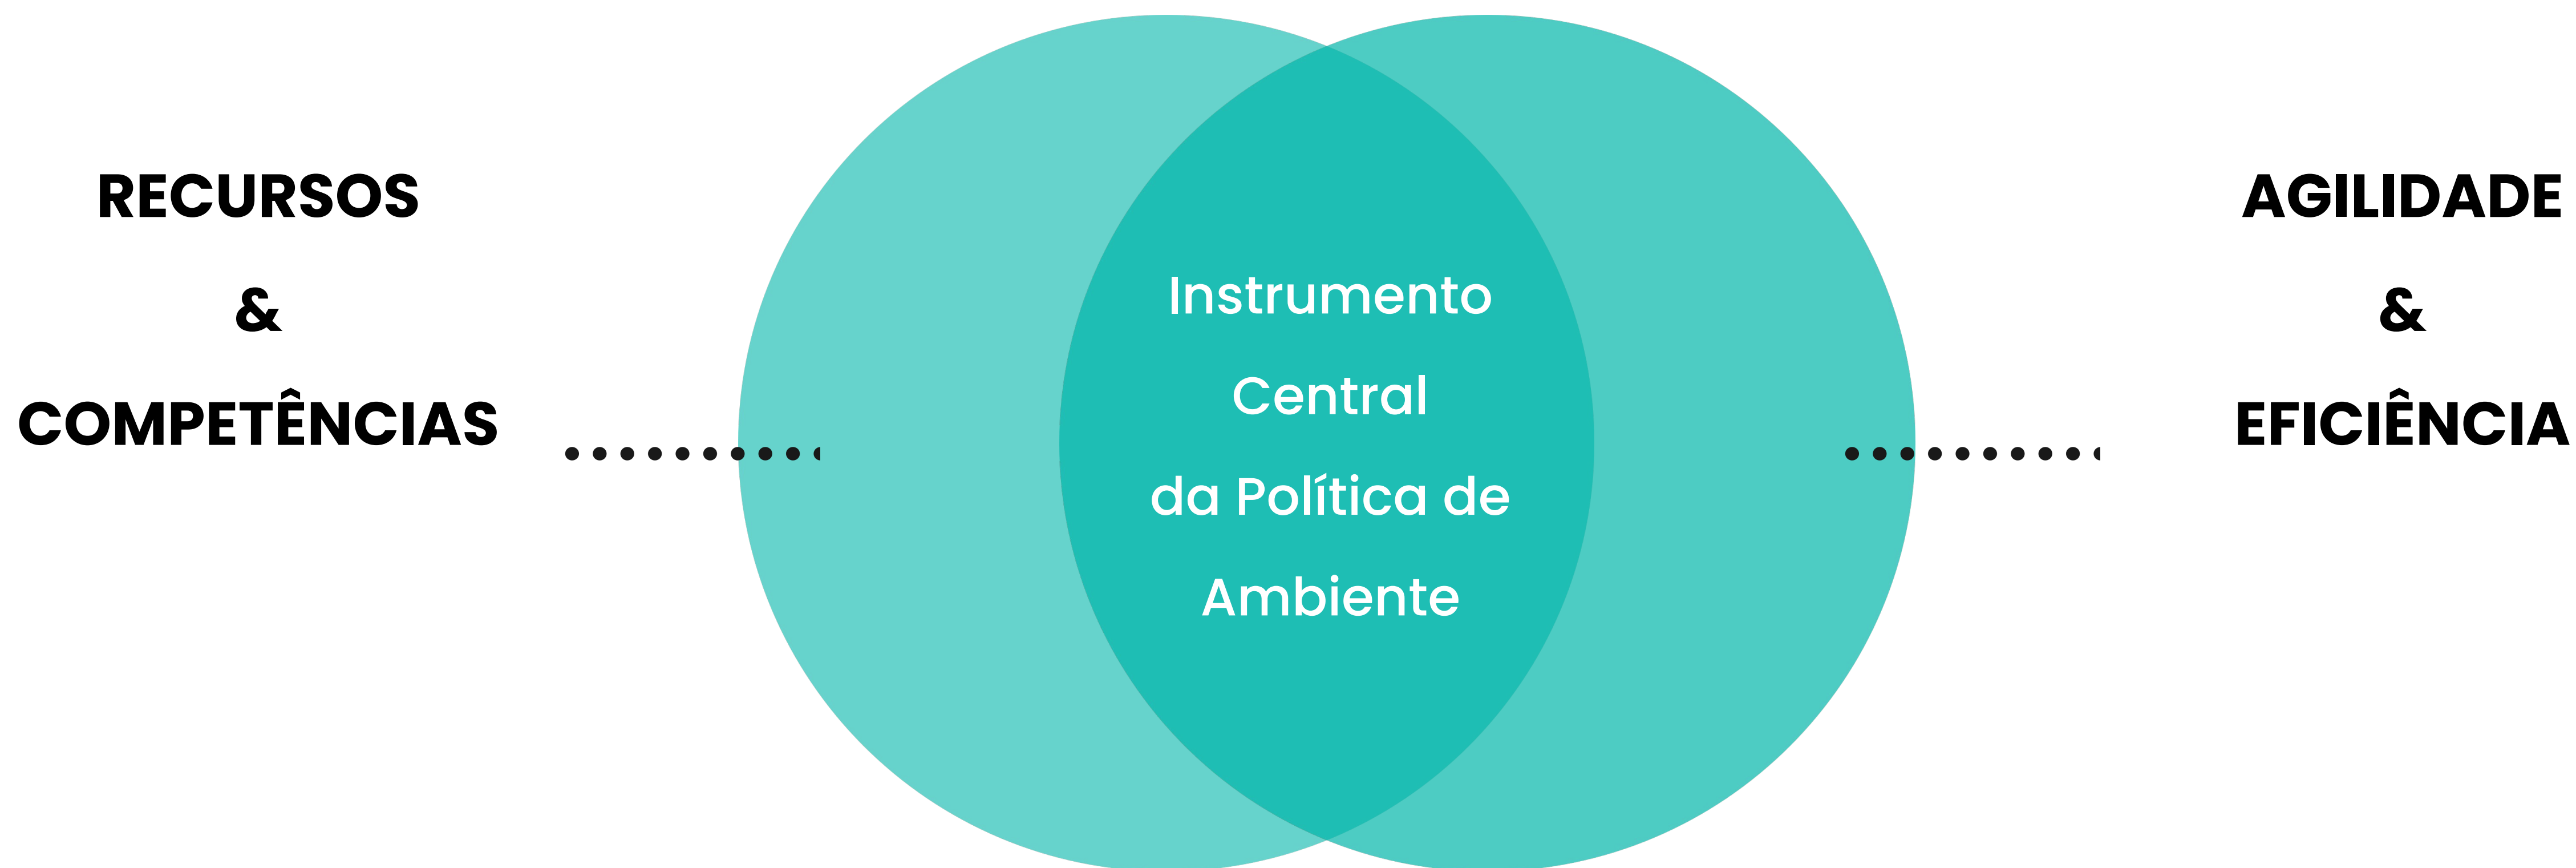 RECURSOS
&
COMPETÊNCIAS
Instrumento
Central
da Política de
Ambiente
AGILIDADE
&
EFICIÊNCIA